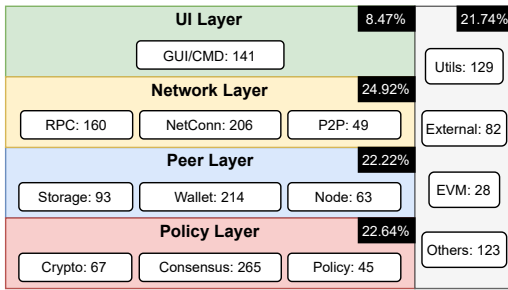 UI Layer
8.47%
GUI/CMD: 141
Network Layer
24.92%
RPC: 160
NetConn: 206
P2P: 49
Peer Layer
22.22%
Storage: 93
Wallet: 214
Node: 63
Policy Layer
22.64%
Crypto: 67
Consensus: 265
Policy: 45
21.74%
Utils: 129
External: 82
EVM: 28
Others: 123